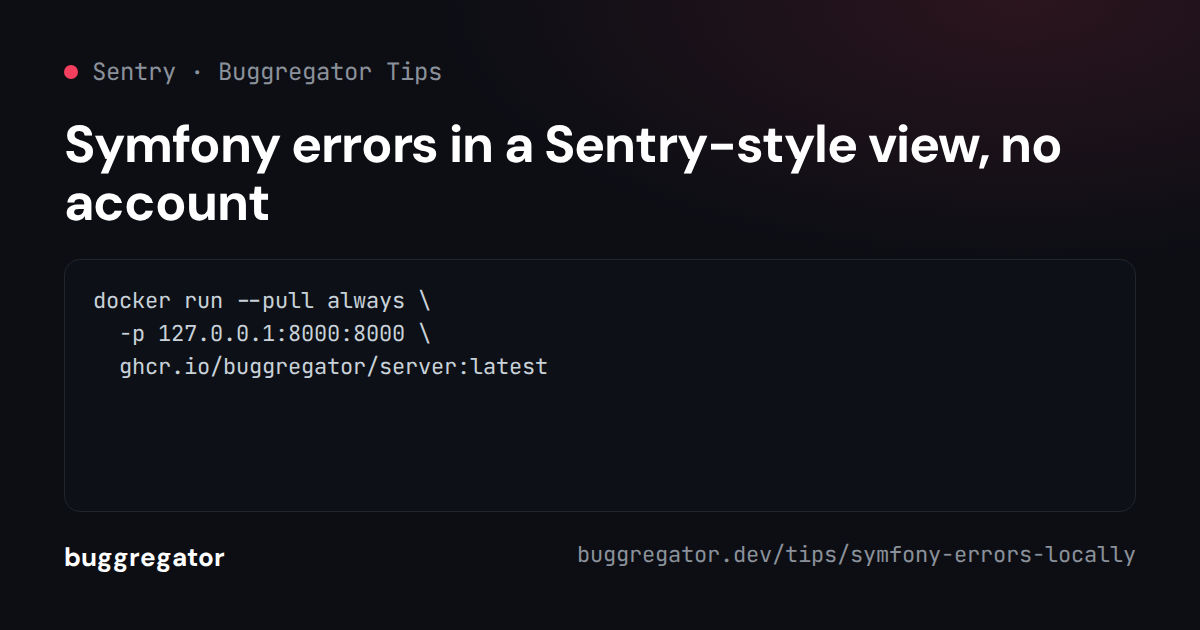 Sentry · Buggregator Tips
Symfony errors in a Sentry-style view, no
account
docker run --pull always \
-p 127.0.0.1:8000:8000 \
ghcr.io/buggregator/server:latest
buggregator
buggregator.dev/tips/symfony-errors-locally